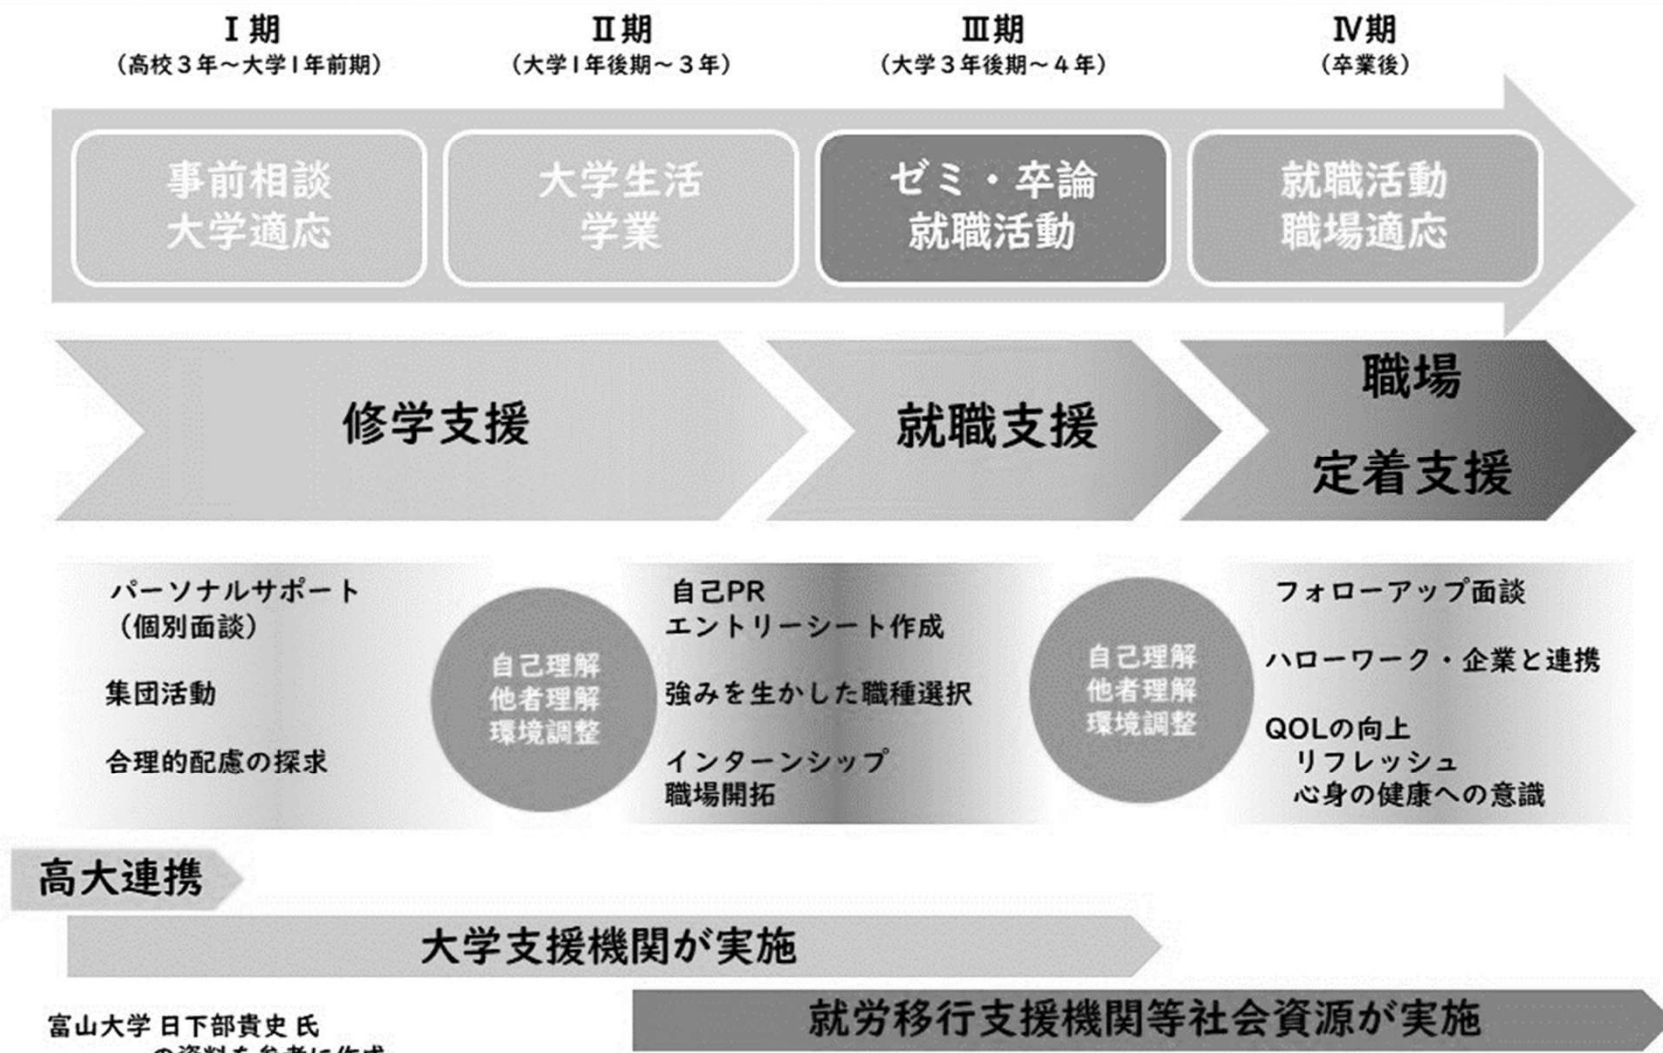 Ⅰ期
（高校３年～大学1年前期）
Ⅱ期
（大学1年後期～３年）
Ⅲ期
（大学３年後期～４年）
Ⅳ期
（卒業後）
事前相談
大学適応
大学生活
学業
ゼミ・卒論
就職活動
就職活動
職場適応
修学支援
就職支援
職場
定着支援
パーソナルサポート
（個別面談）
集団活動
合理的配慮の探求
自己理解
他者理解
環境調整
自己PR
エントリーシート作成
強みを生かした職種選択
インターンシップ
職場開拓
自己理解
他者理解
環境調整
フォローアップ面談
ハローワーク・企業と連携
QOLの向上
リフレッシュ
心身の健康への意識
高大連携
大学支援機関が実施
就労移行支援機関等社会資源が実施
富山大学 日下部貴史 氏
の資料を参考に作成